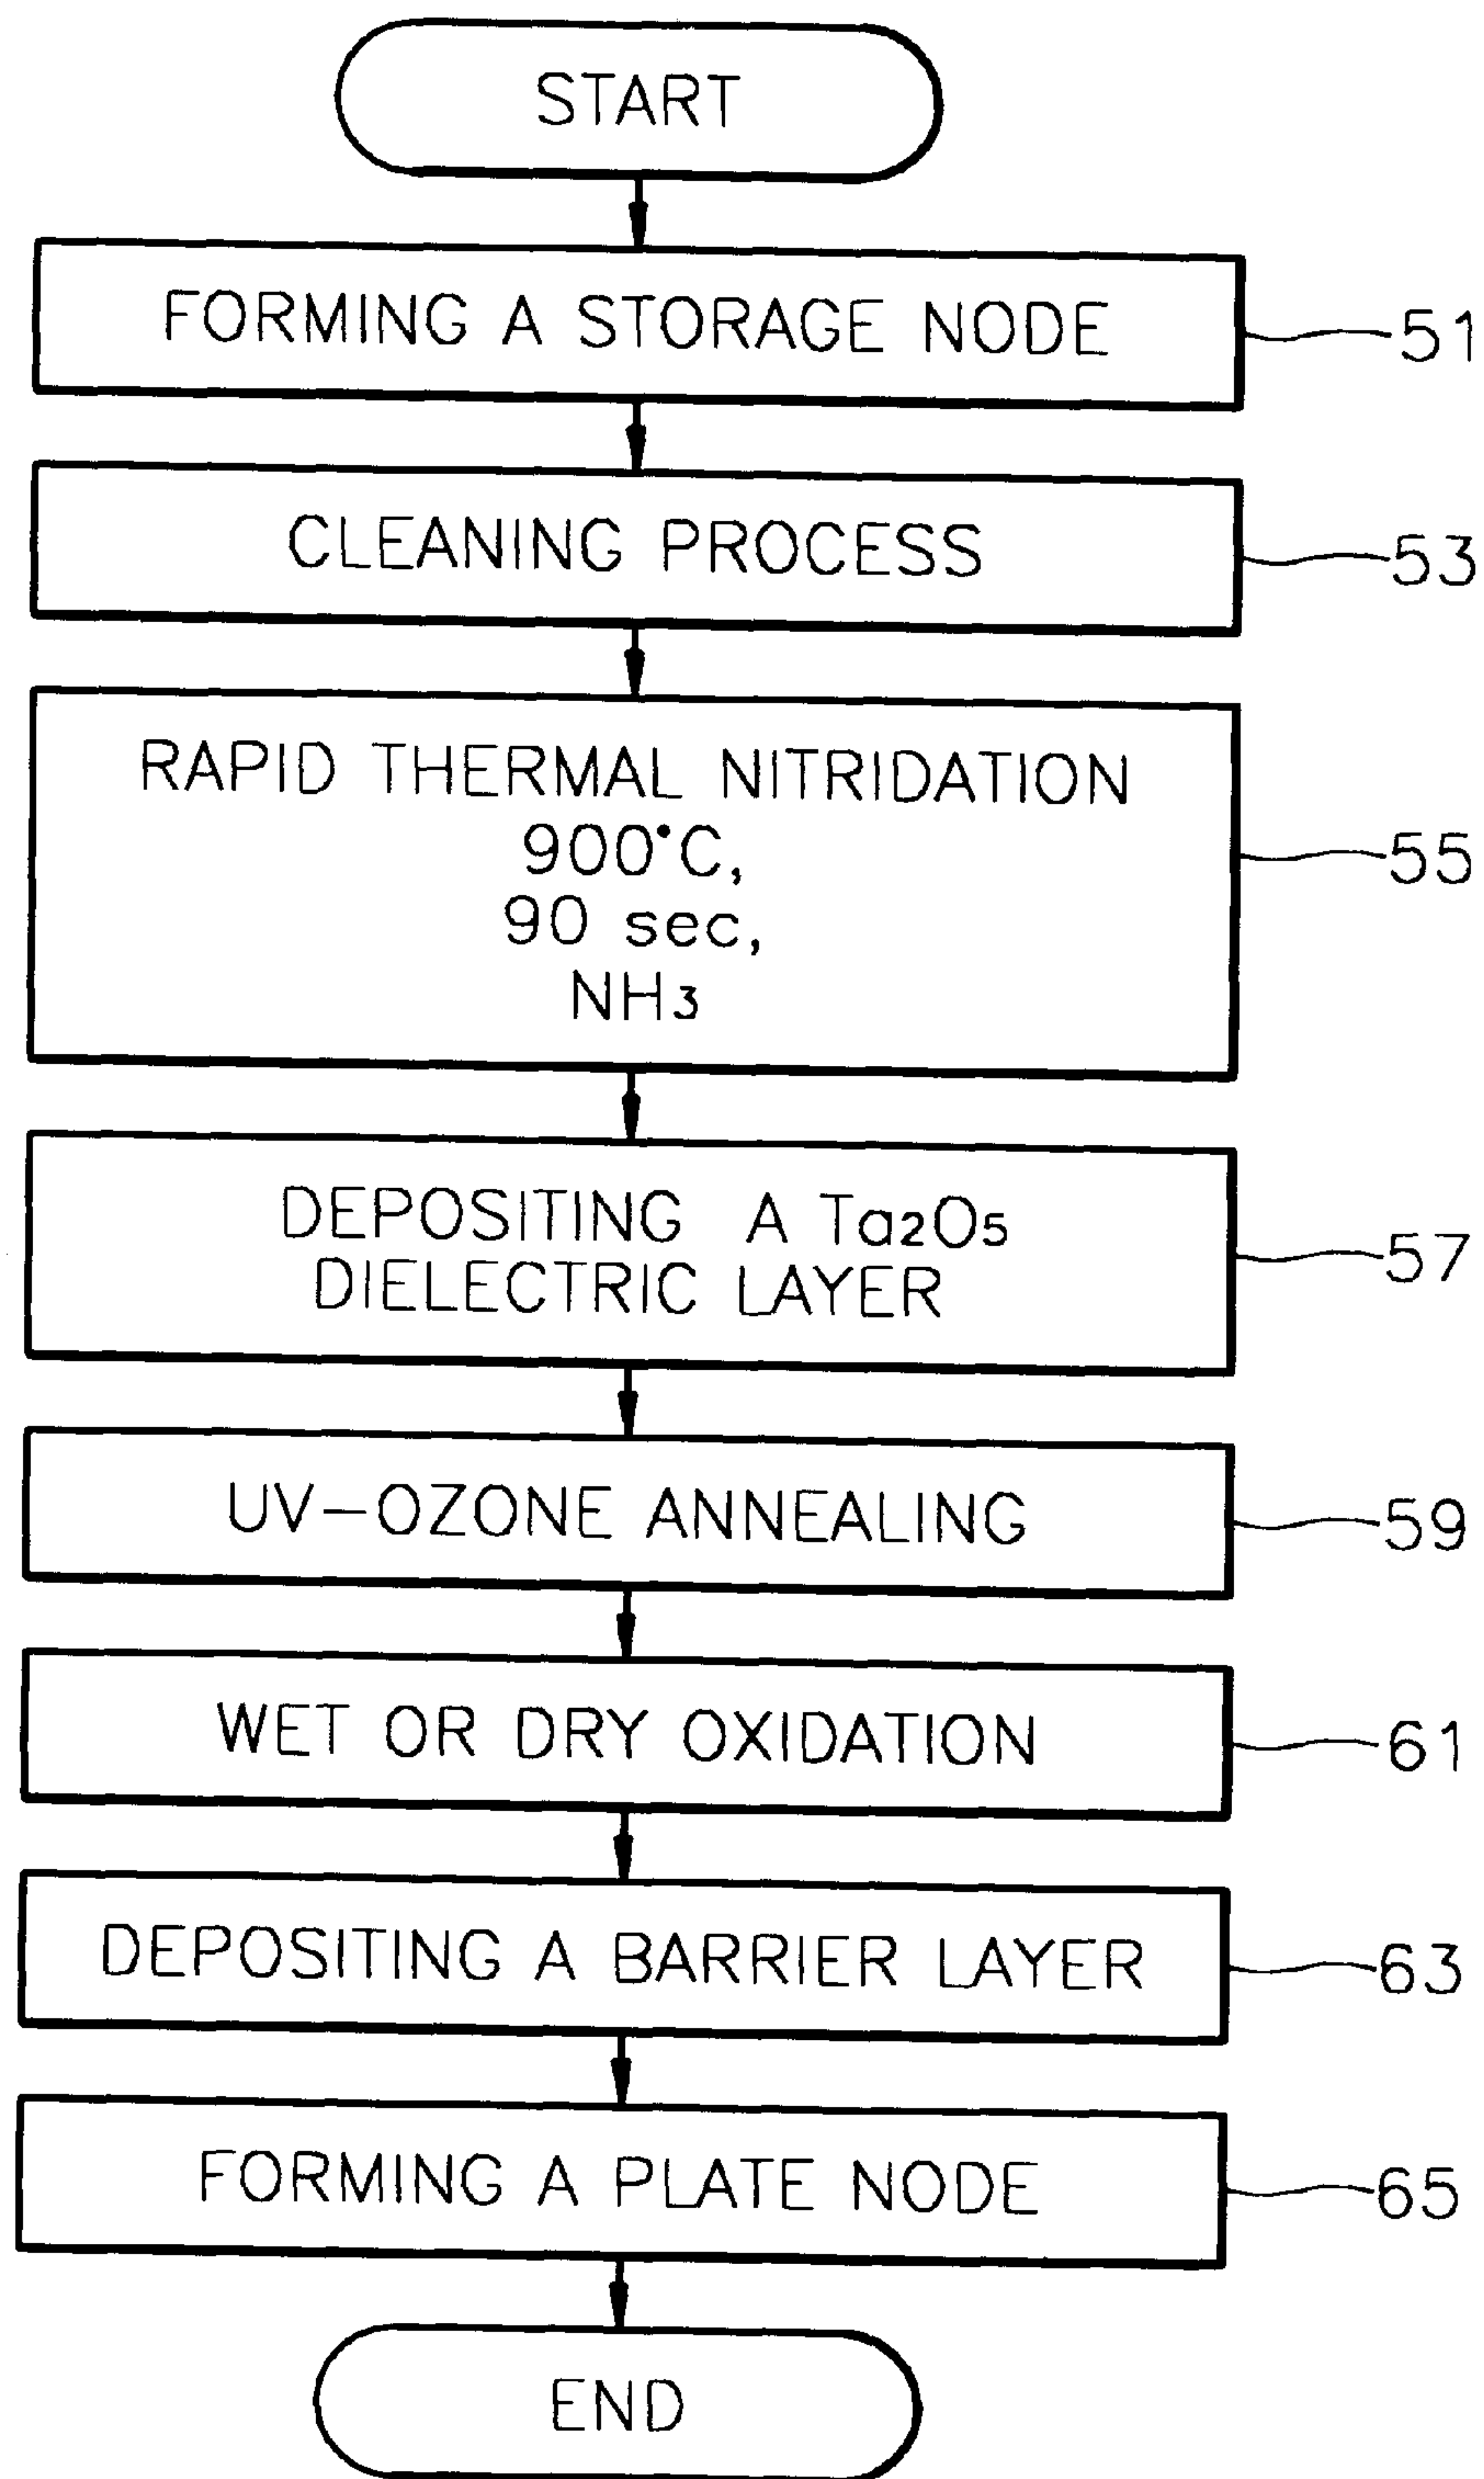 START
FORMING A STORAGE NODE
51
CLEANING PROCESS
53
RAPID THERMAL NITRIDATION
900°C,
90 sec,
NH₃
55
DEPOSITING A Ta₂O₅
DIELECTRIC LAYER
57
UV-OZONE ANNEALING
59
WET OR DRY OXIDATION
61
DEPOSITING A BARRIER LAYER
63
FORMING A PLATE NODE
65
END